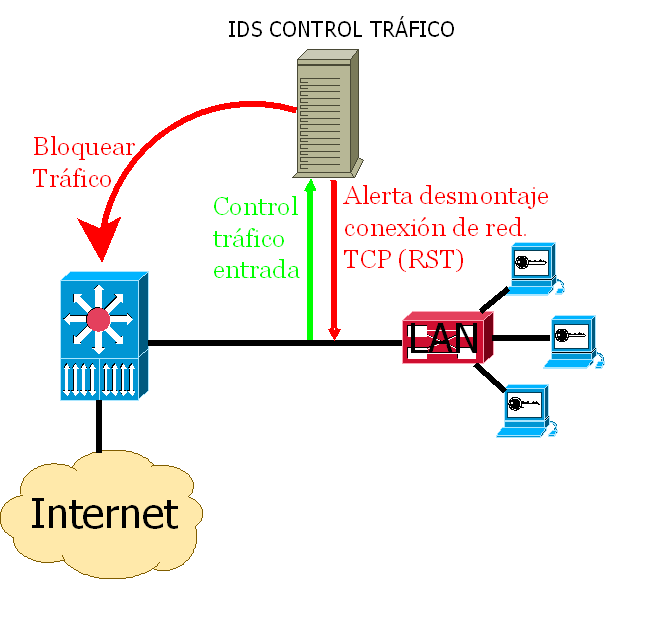 IDS CONTROL TRÁFICO
Bloquear
Tráfico
Control
tráfico
entrada
Alerta desmontaje
conexión de red.
TCP (RST)
LAN
Internet